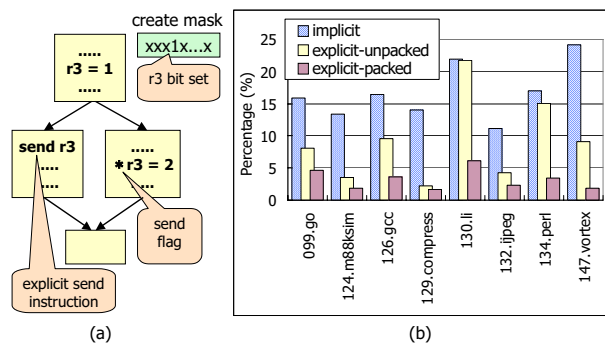 create mask
xxx1x...x
r3 bit set
.....
r3 = 1
.....
send r3
....
....
.....
*r3 = 2
.....
send
flag
explicit send
instruction
(a)
implicit
explicit-unpacked
explicit-packed
Percentage (%)
25
20
15
10
5
0
099.go
124.m88ksim
126.gcc
129.compress
130.li
132.ijpeg
134.perl
147.vortex
(b)